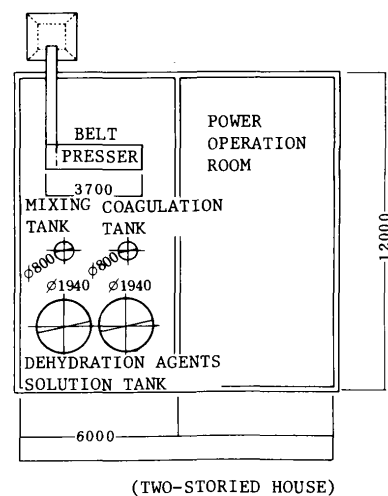 BELT
PRESSER
3700
POWER
OPERATION
ROOM
MIXING COAGULATION
TANK TANK
ø800 ø800
ø1940 ø1940
DEHYDRATION AGENTS
SOLUTION TANK
12000
6000
(TWO-STORIED HOUSE)